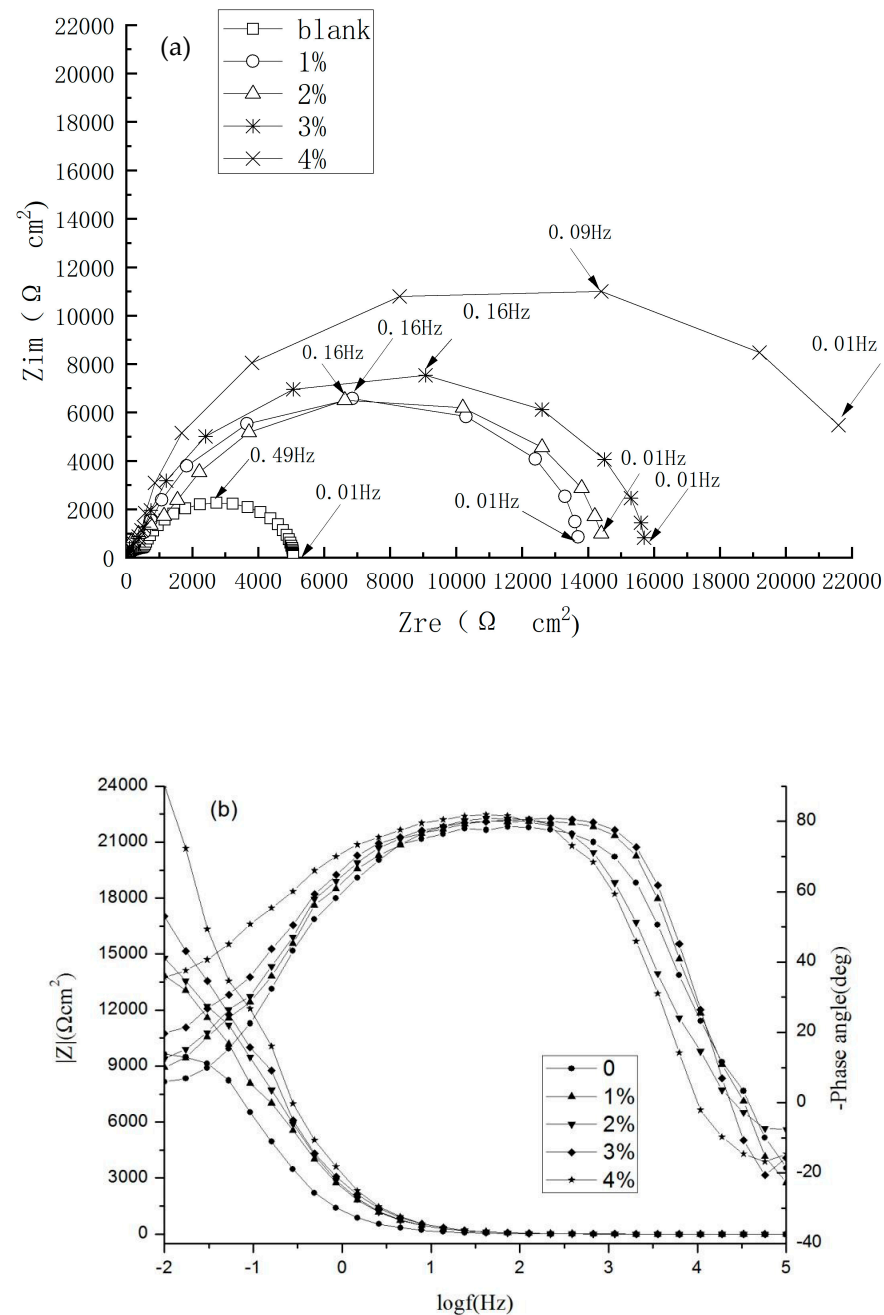 (a)
blank
1%
2%
3%
4%
22000
20000
18000
16000
14000
12000
10000
8000
6000
4000
2000
0
Zim ( Ω cm²)
0.09Hz
0.16Hz
0.16Hz
0.16Hz
0.01Hz
0.49Hz
0.01Hz
0.01Hz
0.01Hz
0.01Hz
0 2000 4000 6000 8000 10000 12000 14000 16000 18000 20000 22000
Zre ( Ω cm²)
(b)
24000
21000
18000
15000
12000
9000
6000
3000
0
|Z|(Ωcm²)
80
60
40
20
0
-20
-40
-Phase angle(deg)
0
1%
2%
3%
4%
-2 -1 0 1 2 3 4 5
logf(Hz)